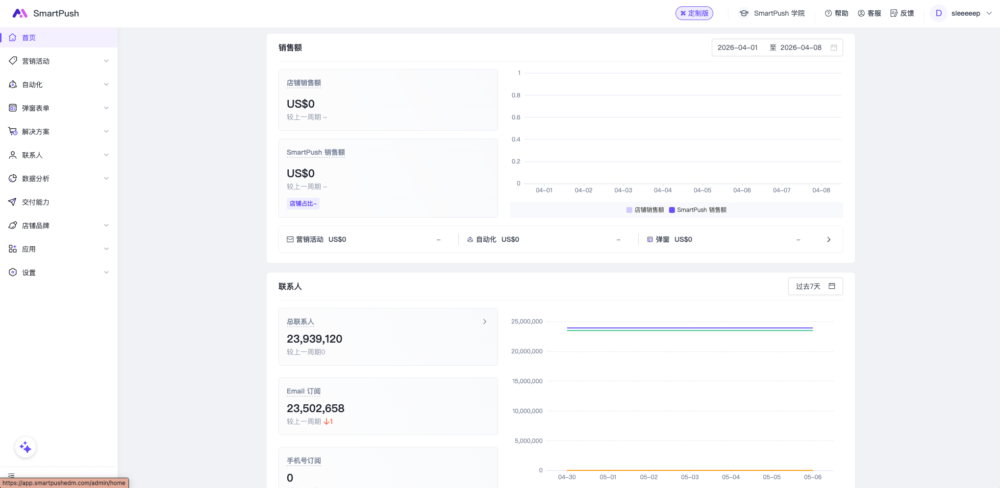 SmartPush
定制版
SmartPush 学院
帮助
客服
反馈
D
sleeeeep
首页
营销活动
自动化
弹窗表单
解决方案
联系人
数据分析
交付能力
店铺品牌
应用
设置
https://app.smartpushedm.com/admin/home
销售额
2026-04-01 至 2026-04-08
店铺销售额
US$0
较上一周期 –
SmartPush 销售额
US$0
较上一周期 –
店铺占比–
1
0.8
0.6
0.4
0.2
0
04-01 04-02 04-03 04-04 04-05 04-06 04-07 04-08
店铺销售额 SmartPush 销售额
营销活动 US$0 – 自动化 US$0 – 弹窗 US$0 –
联系人
过去7天
总联系人
23,939,120
较上一周期0
Email 订阅
23,502,658
较上一周期 ↓1
手机号订阅
0
25,000,000
20,000,000
15,000,000
10,000,000
5,000,000
0
04-30 05-01 05-02 05-03 05-04 05-05 05-06